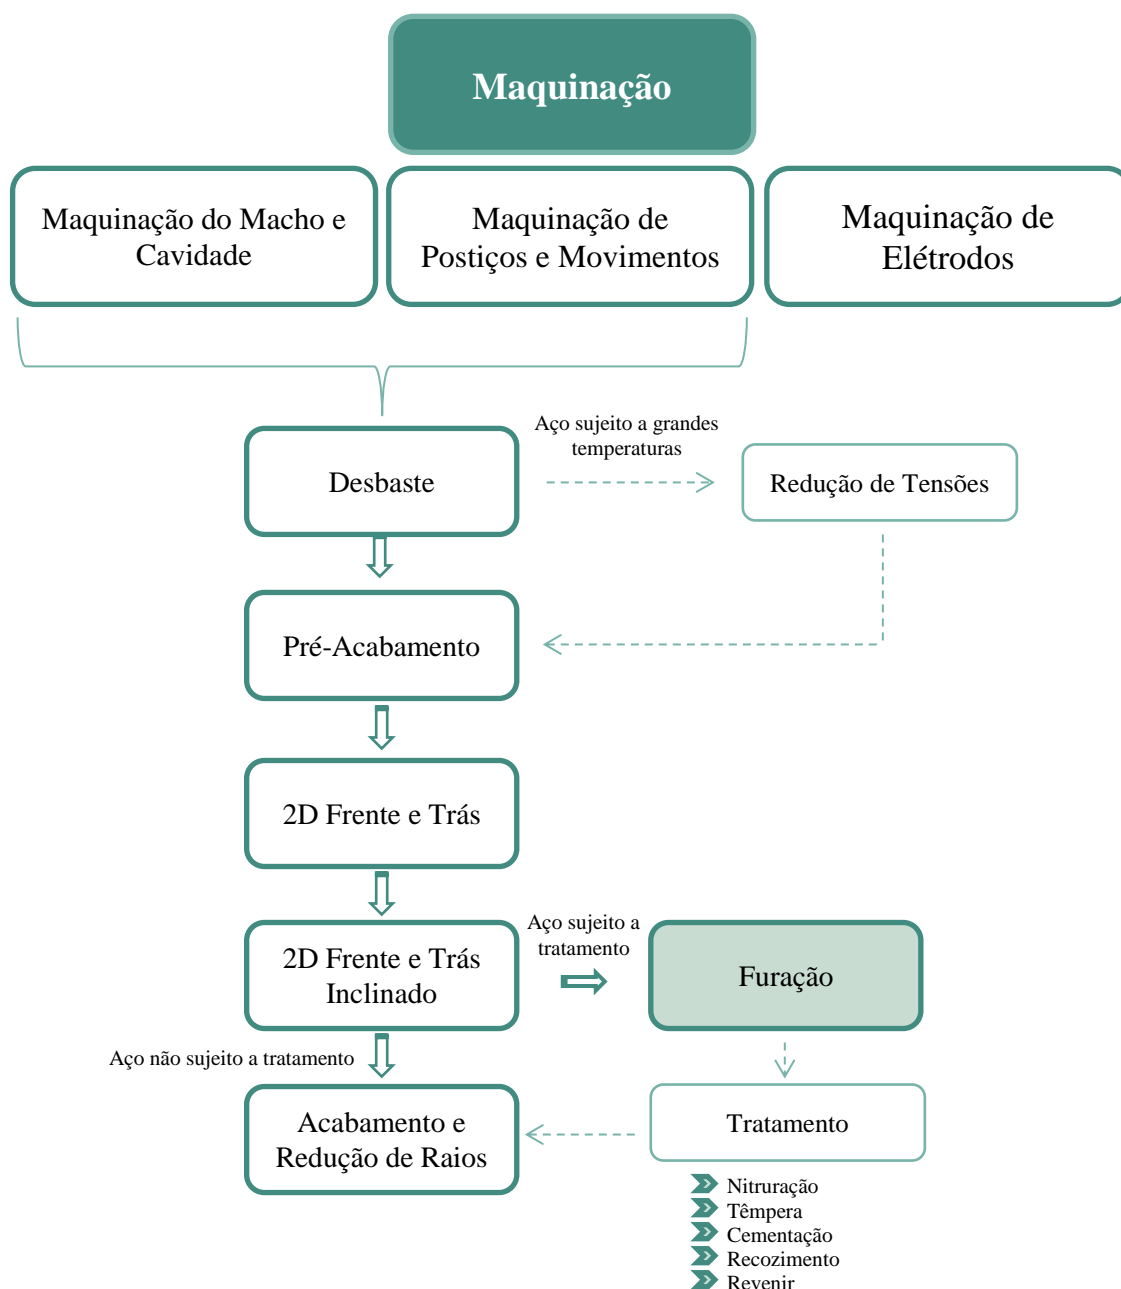 Maquinação
Maquinação do Macho e
Cavidade
Maquinação de
Postiços e Movimentos
Maquinação de
Elétrodos
Aço sujeito a grandes
temperaturas
Desbaste
Redução de Tensões
Pré-Acabamento
2D Frente e Trás
2D Frente e Trás
Inclinado
Aço sujeito a
tratamento
Furação
Aço não sujeito a tratamento
Acabamento e
Redução de Raios
Tratamento
Nitruração
Têmpera
Cementação
Recozimento
Revenir